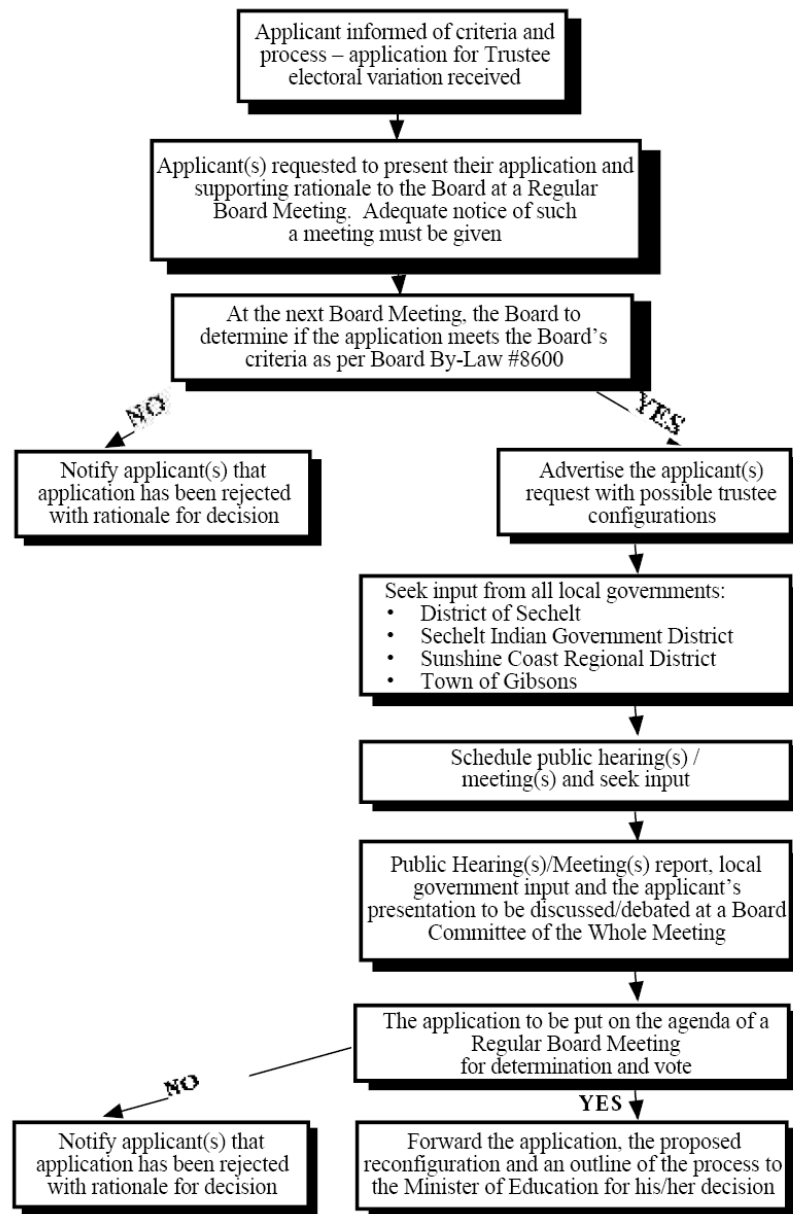 Applicant informed of criteria and
process – application for Trustee
electoral variation received
Applicant(s) requested to present their application and
supporting rationale to the Board at a Regular
Board Meeting.  Adequate notice of such
a meeting must be given
At the next Board Meeting, the Board to
determine if the application meets the Board’s
criteria as per Board By-Law #8600
NO
YES
Notify applicant(s) that
application has been rejected
with rationale for decision
Advertise the applicant(s)
request with possible trustee
configurations
Seek input from all local governments:
• District of Sechelt
• Sechelt Indian Government District
• Sunshine Coast Regional District
• Town of Gibsons
Schedule public hearing(s) /
meeting(s) and seek input
Public Hearing(s)/Meeting(s) report, local
government input and the applicant’s
presentation to be discussed/debated at a Board
Committee of the Whole Meeting
The application to be put on the agenda of a
Regular Board Meeting
for determination and vote
NO
YES
Notify applicant(s) that
application has been rejected
with rationale for decision
Forward the application, the proposed
reconfiguration and an outline of the process to
the Minister of Education for his/her decision